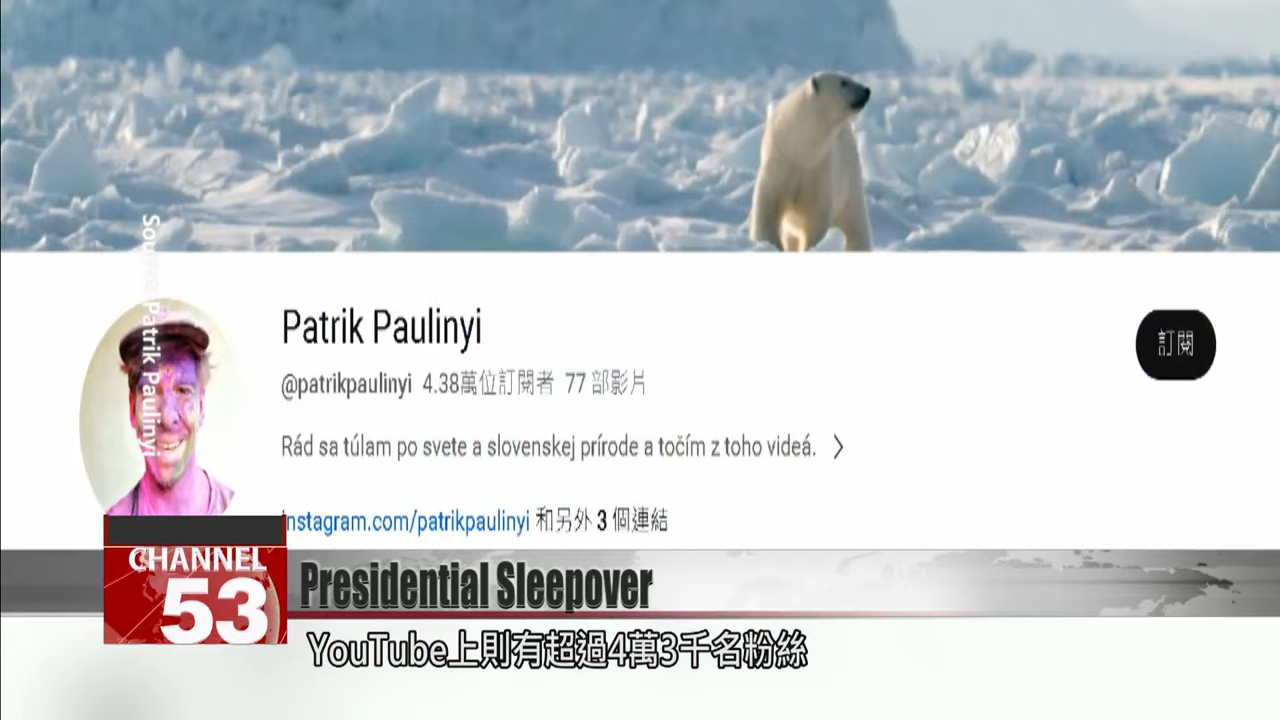 Source: Patrik Paulinyi
Patrik Paulinyi
@patrikpaulinyi 4.38萬位訂閱者 77 部影片
訂閱
Rád sa túlam po svete a slovenskej prírode a točím z toho videá.
instagram.com/patrikpaulinyi 和另外 3 個連結
CHANNEL
53
Presidential Sleepover
YouTube上則有超過4萬3千名粉絲